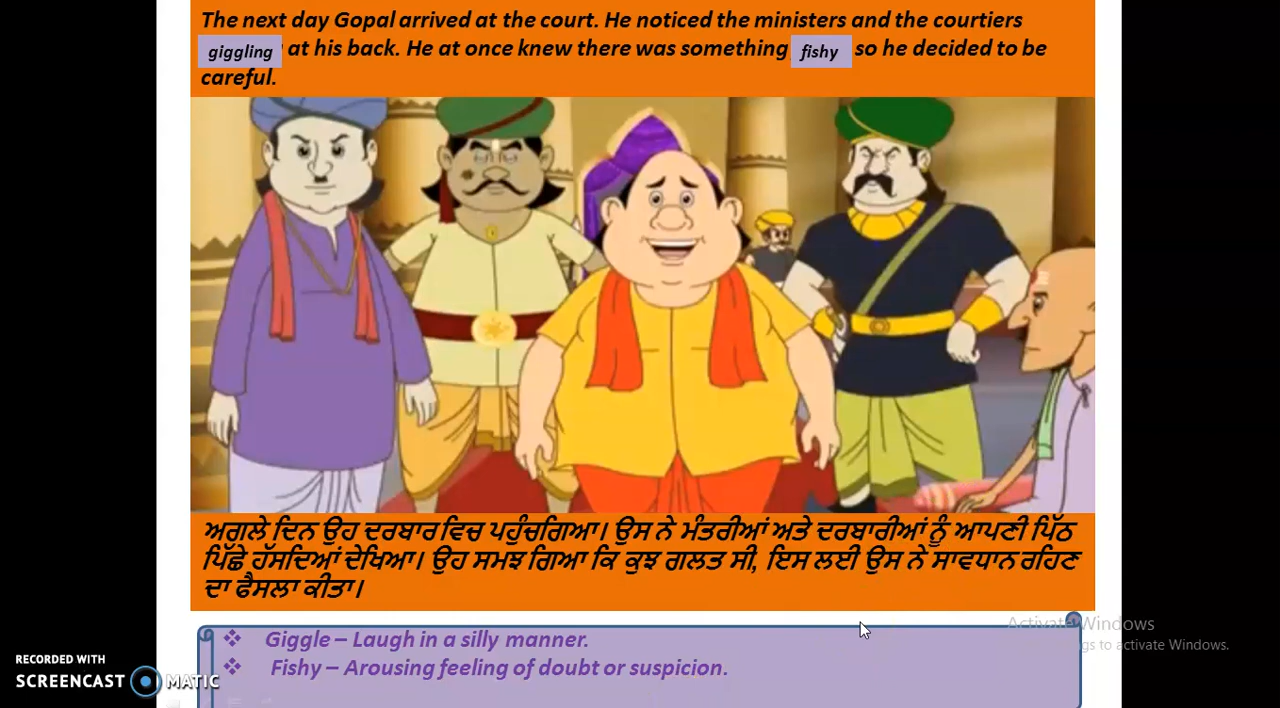 The next day Gopal arrived at the court. He noticed the ministers and the courtiers
giggling at his back. He at once knew there was something fishy so he decided to be
careful.
ਅਗਲੇ ਦਿਨ ਉਹ ਦਰਬਾਰ ਵਿਚ ਪਹੁੰਚਗਿਆ। ਉਸ ਨੇ ਮੰਤਰੀਆਂ ਅਤੇ ਦਰਬਾਰੀਆਂ ਨੂੰ ਆਪਣੀ ਪਿੱਠ
ਪਿੱਛੇ ਹੱਸਦਿਆਂ ਦੇਖਿਆ। ਉਹ ਸਮਝ ਗਿਆ ਕਿ ਕੁਝ ਗਲਤ ਸੀ, ਇਸ ਲਈ ਉਸ ਨੇ ਸਾਵਧਾਨ ਰਹਿਣ
ਦਾ ਫੈਸਲਾ ਕੀਤਾ।
❖ Giggle – Laugh in a silly manner.
❖ Fishy – Arousing feeling of doubt or suspicion.
Activate Windows
to activate Windows.
RECORDED WITH
SCREENCAST MATIC